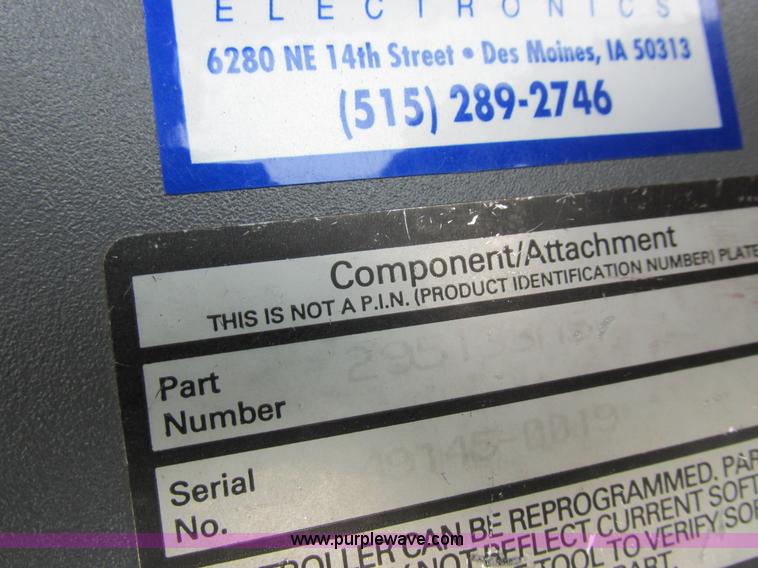 ELECTRONICS
6280 NE 14th Street • Des Moines, IA 50313
(515) 289-2746
Component/Attachment
THIS IS NOT A P.I.N. (PRODUCT IDENTIFICATION NUMBER) PLATE
Part
Number
Serial
No.
CAN BE REPROGRAMMED.
NOT REFLECT CURRENT
TOOL TO VERIFY
www.purplewave.com